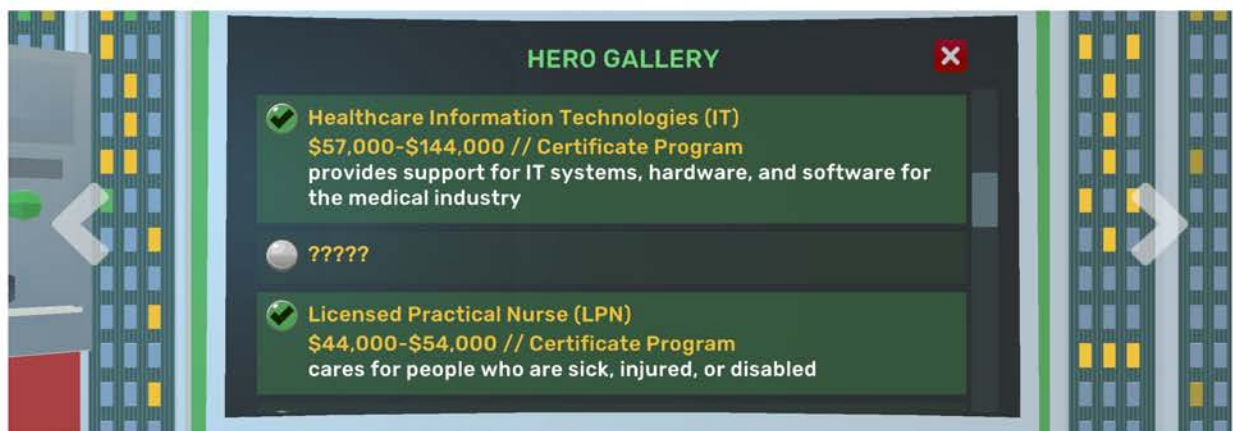 HERO GALLERY
Healthcare Information Technologies (IT)
$57,000-$144,000 // Certificate Program
provides support for IT systems, hardware, and software for
the medical industry
?????
Licensed Practical Nurse (LPN)
$44,000-$54,000 // Certificate Program
cares for people who are sick, injured, or disabled